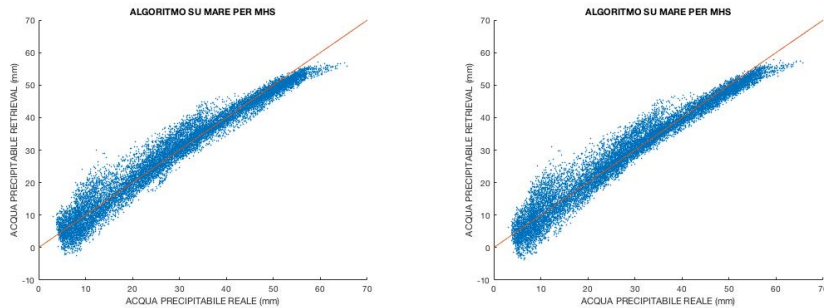 ALGORITMO SU MARE PER MHS
70
60
50
40
30
20
10
0
-10
ACQUA PRECIPITABILE RETRIEVAL (mm)
0 10 20 30 40 50 60 70
ACQUA PRECIPITABILE REALE (mm)
ALGORITMO SU MARE PER MHS
70
60
50
40
30
20
10
0
-10
ACQUA PRECIPITABILE RETRIEVAL (mm)
0 10 20 30 40 50 60 70
ACQUA PRECIPITABILE REALE (mm)